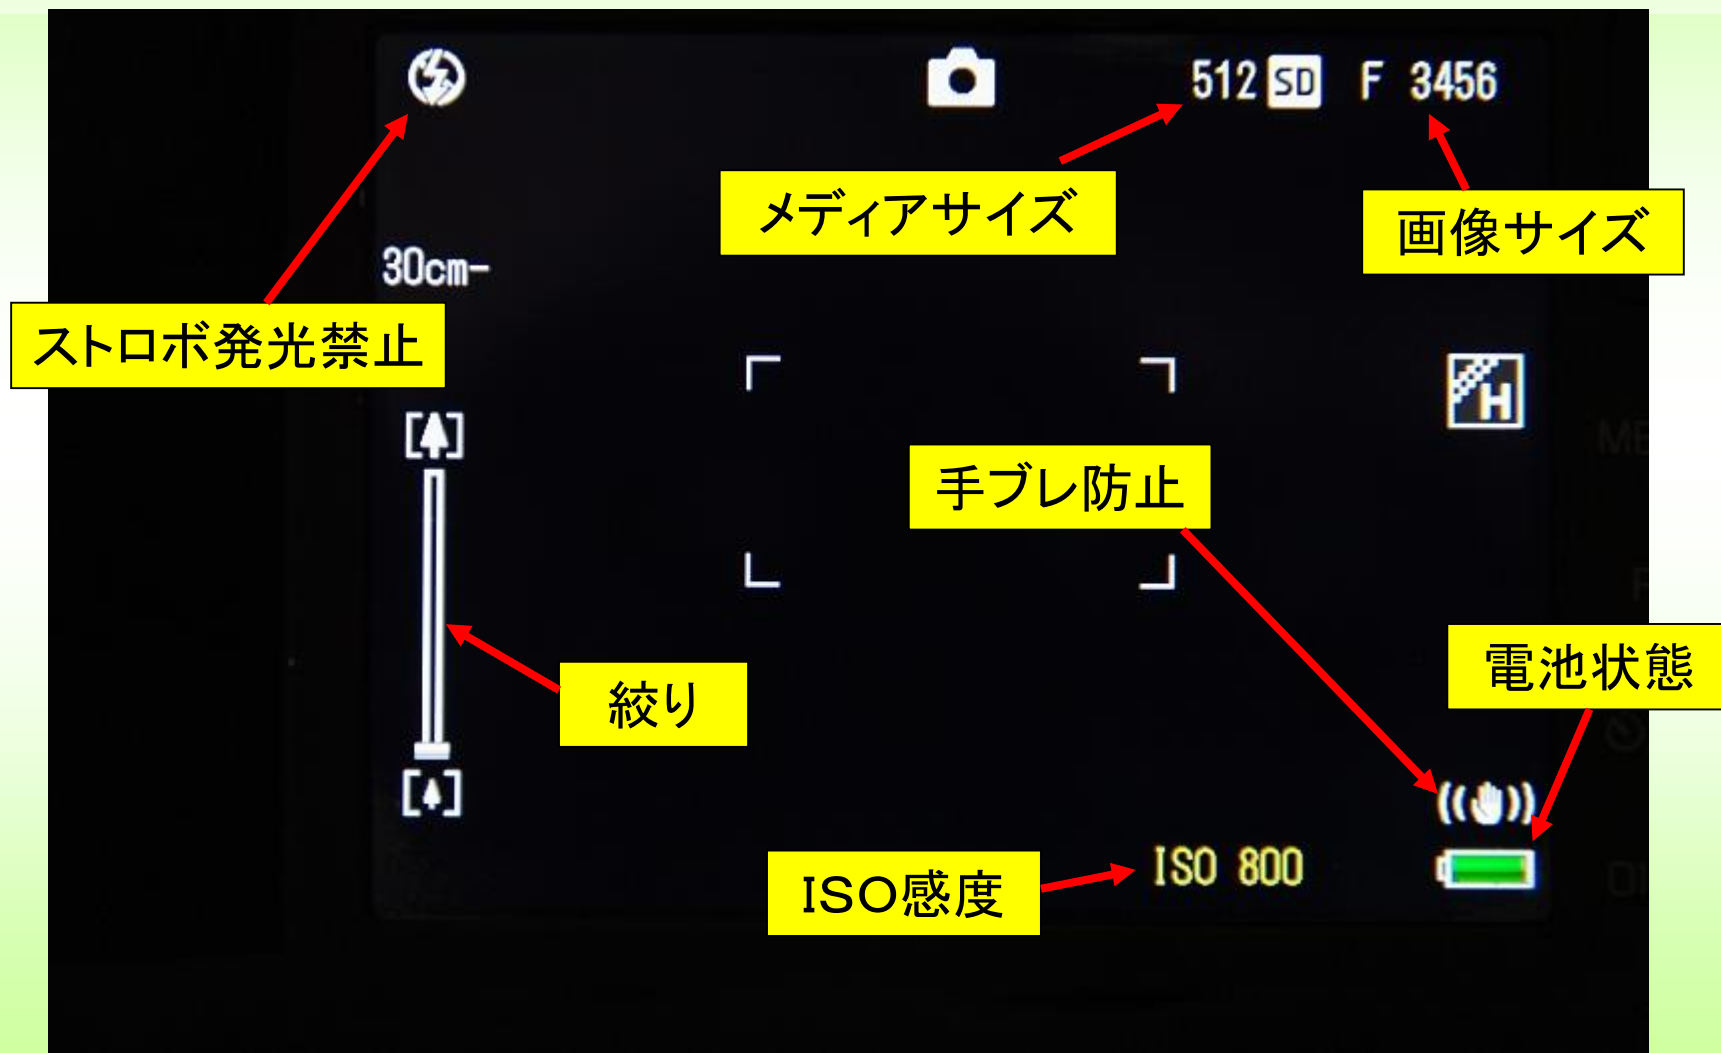 512 SD F 3456
メディアサイズ
画像サイズ
30cm-
ストロボ発光禁止
H
手ブレ防止
電池状態
絞り
ISO 800
ISO感度